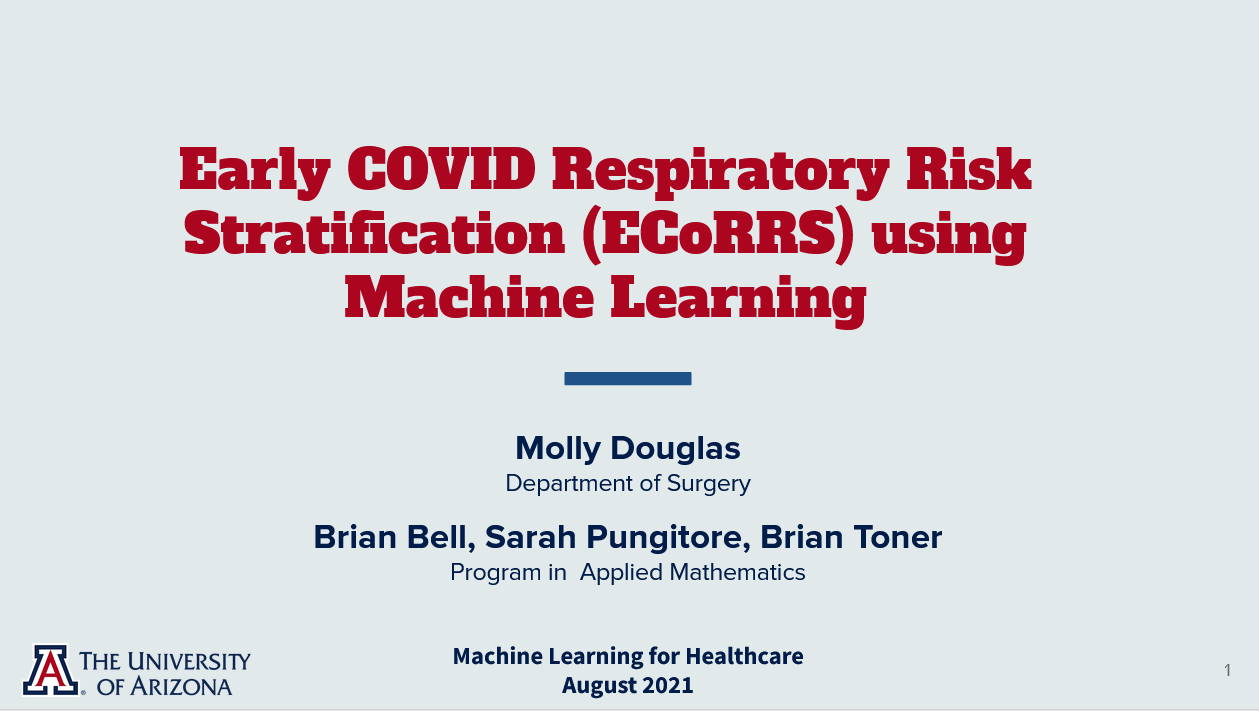 Early COVID Respiratory Risk
Stratification (ECoRRS) using
Machine Learning
Molly Douglas
Department of Surgery
Brian Bell, Sarah Pungitore, Brian Toner
Program in  Applied Mathematics
A
THE UNIVERSITY
OF ARIZONA
Machine Learning for Healthcare
August 2021
1